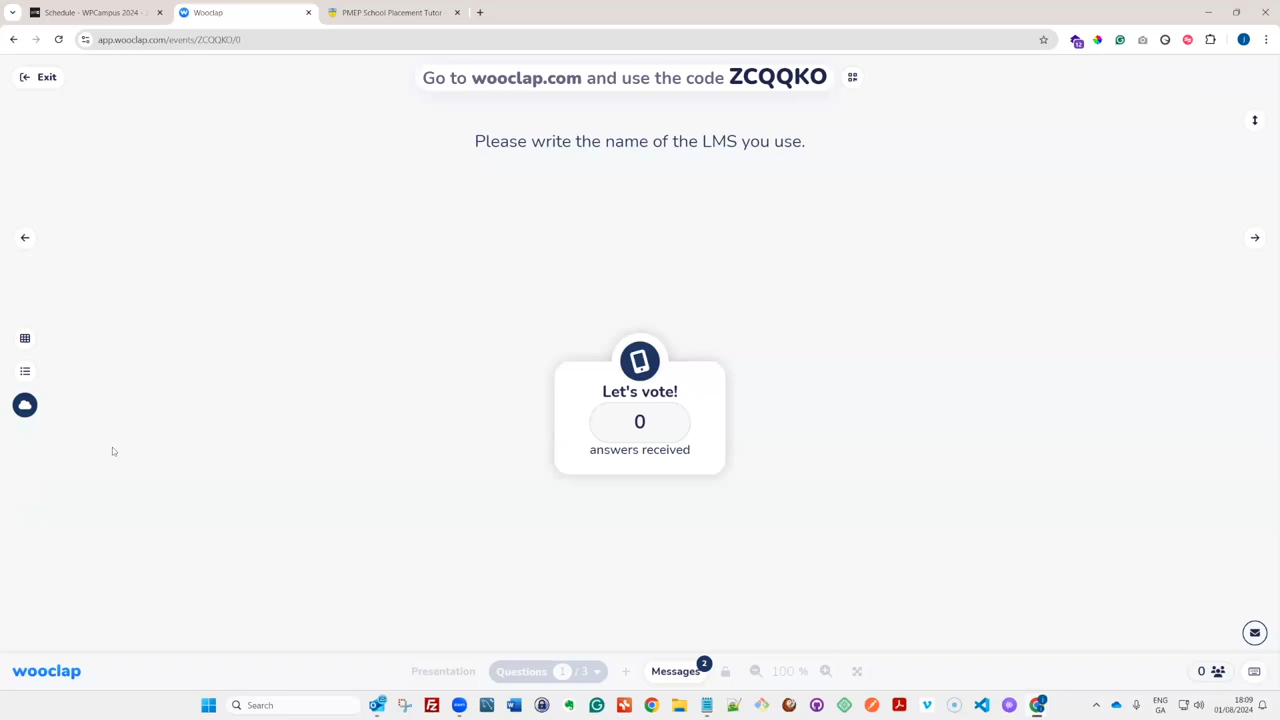 Schedule - WPCampus 2024 -
Wooclap
PMEP School Placement Tutor
app.wooclap.com/events/ZCQQKO/0
12
Exit
Go to wooclap.com and use the code ZCQQKO
Please write the name of the LMS you use.
Let's vote!
0
answers received
wooclap
Presentation
Questions 1 / 3
+
Messages 2
100 %
0
Search
ENG
GA
18:09
01/08/2024